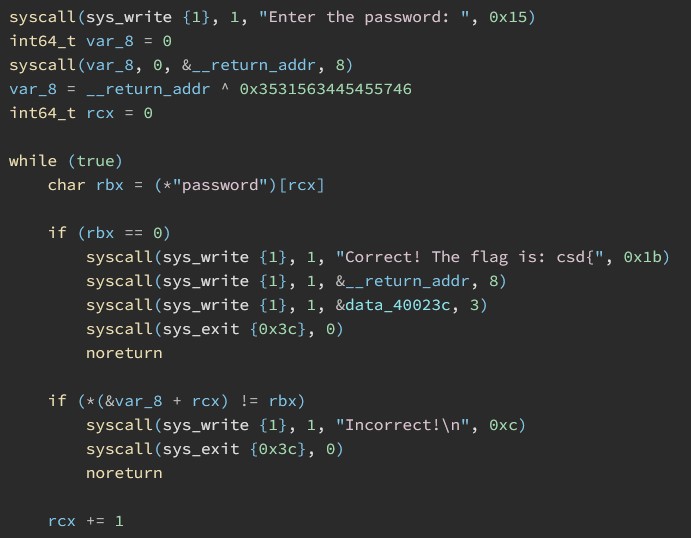 syscall(sys_write {1}, 1, "Enter the password: ", 0x15)
int64_t var_8 = 0
syscall(var_8, 0, &__return_addr, 8)
var_8 = __return_addr ^ 0x3531563445455746
int64_t rcx = 0
while (true)
char rbx = (*"password")[rcx]
if (rbx == 0)
syscall(sys_write {1}, 1, "Correct! The flag is: csd{", 0x1b)
syscall(sys_write {1}, 1, &__return_addr, 8)
syscall(sys_write {1}, 1, &data_40023c, 3)
syscall(sys_exit {0x3c}, 0)
noreturn
if (*(&var_8 + rcx) != rbx)
syscall(sys_write {1}, 1, "Incorrect!\n", 0xc)
syscall(sys_exit {0x3c}, 0)
noreturn
rcx += 1